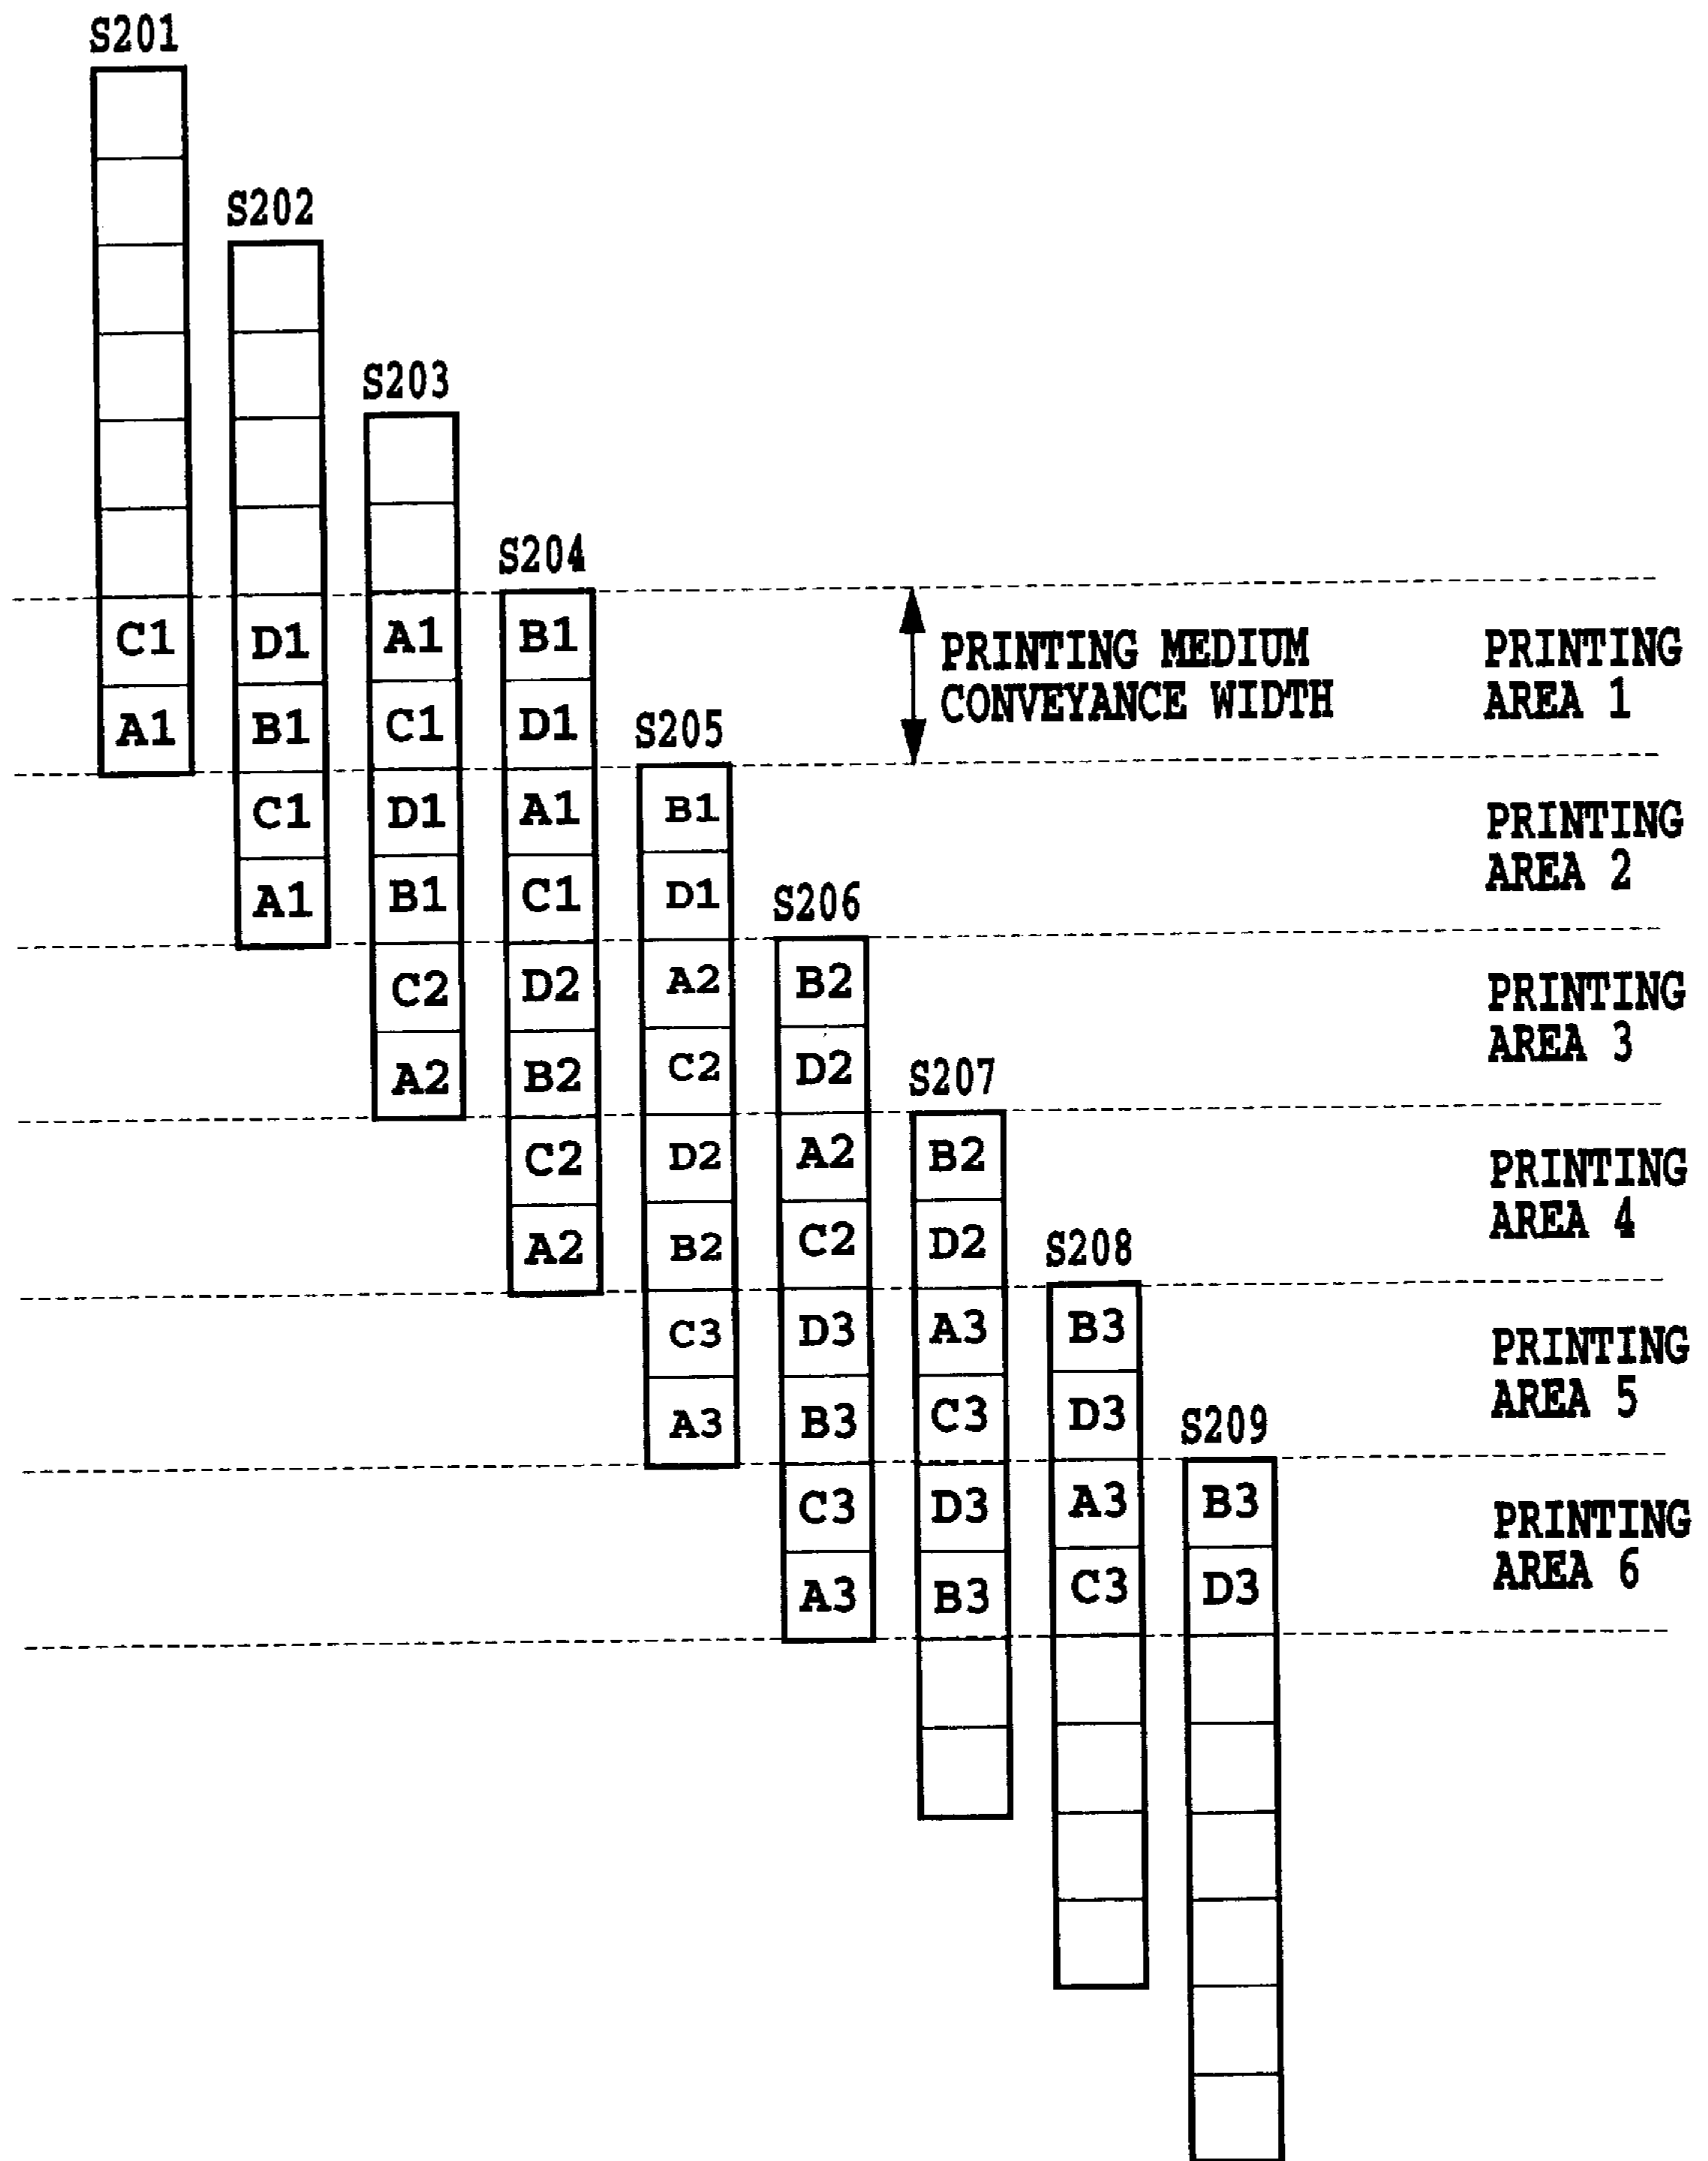 S201
S202
S203
S204
C1 D1 A1 B1
PRINTING MEDIUM
CONVEYANCE WIDTH
PRINTING
AREA 1
A1 B1 C1 D1
S205
C1 D1 A1 B1
PRINTING
AREA 2
A1 B1 C1 D1
S206
C2 D2 A2 B2
PRINTING
AREA 3
A2 B2 C2 D2
S207
C2 D2 A2 B2
PRINTING
AREA 4
A2 B2 C2 D2
S208
C3 D3 A3 B3
PRINTING
AREA 5
A3 B3 C3 D3
S209
C3 D3 A3 B3
PRINTING
AREA 6
A3 B3 C3 D3